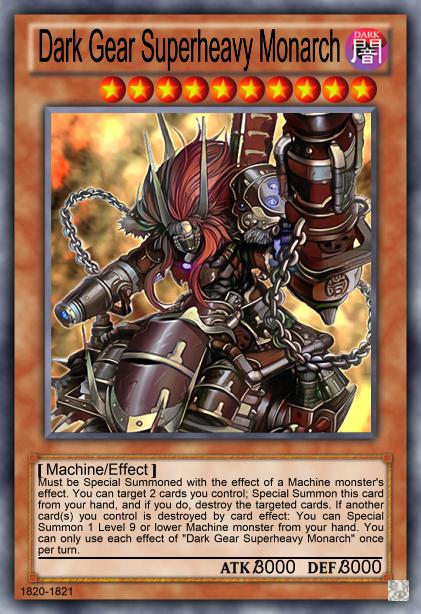 Dark Gear Superheavy Monarch
DARK
闇
[ Machine/Effect ]
Must be Special Summoned with the effect of a Machine monster's
effect. You can target 2 cards you control; Special Summon this card
from your hand, and if you do, destroy the targeted cards. If another
card(s) you control is destroyed by card effect: You can Special
Summon 1 Level 9 or lower Machine monster from your hand. You
can only use each effect of "Dark Gear Superheavy Monarch" once
per turn.
ATK 3000 DEF 3000
1820-1821